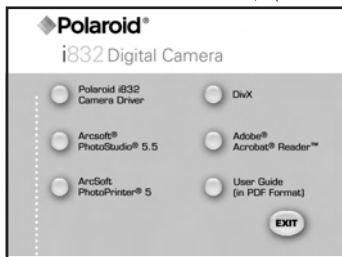 Polaroid®
i832 Digital Camera
Polaroid i832
Camera Driver
DivX
Arcsoft®
PhotoStudio® 5.5
Adobe®
Acrobat® Reader™
ArcSoft
PhotoPrinter® 5
User Guide
(in PDF Format)
EXIT